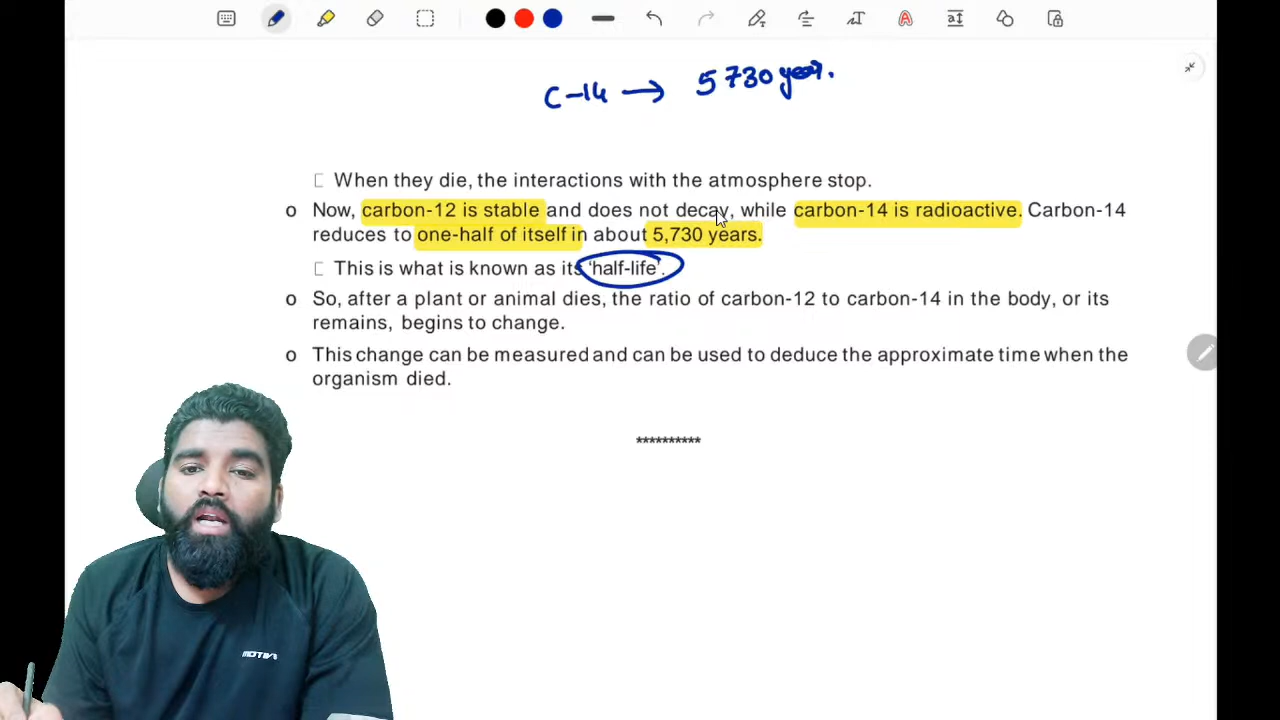 C-14 → 5730 year.
When they die, the interactions with the atmosphere stop.
o Now, carbon-12 is stable and does not decay, while carbon-14 is radioactive. Carbon-14
reduces to one-half of itself in about 5,730 years.
This is what is known as its 'half-life'.
o So, after a plant or animal dies, the ratio of carbon-12 to carbon-14 in the body, or its
remains, begins to change.
o This change can be measured and can be used to deduce the approximate time when the
organism died.
**********